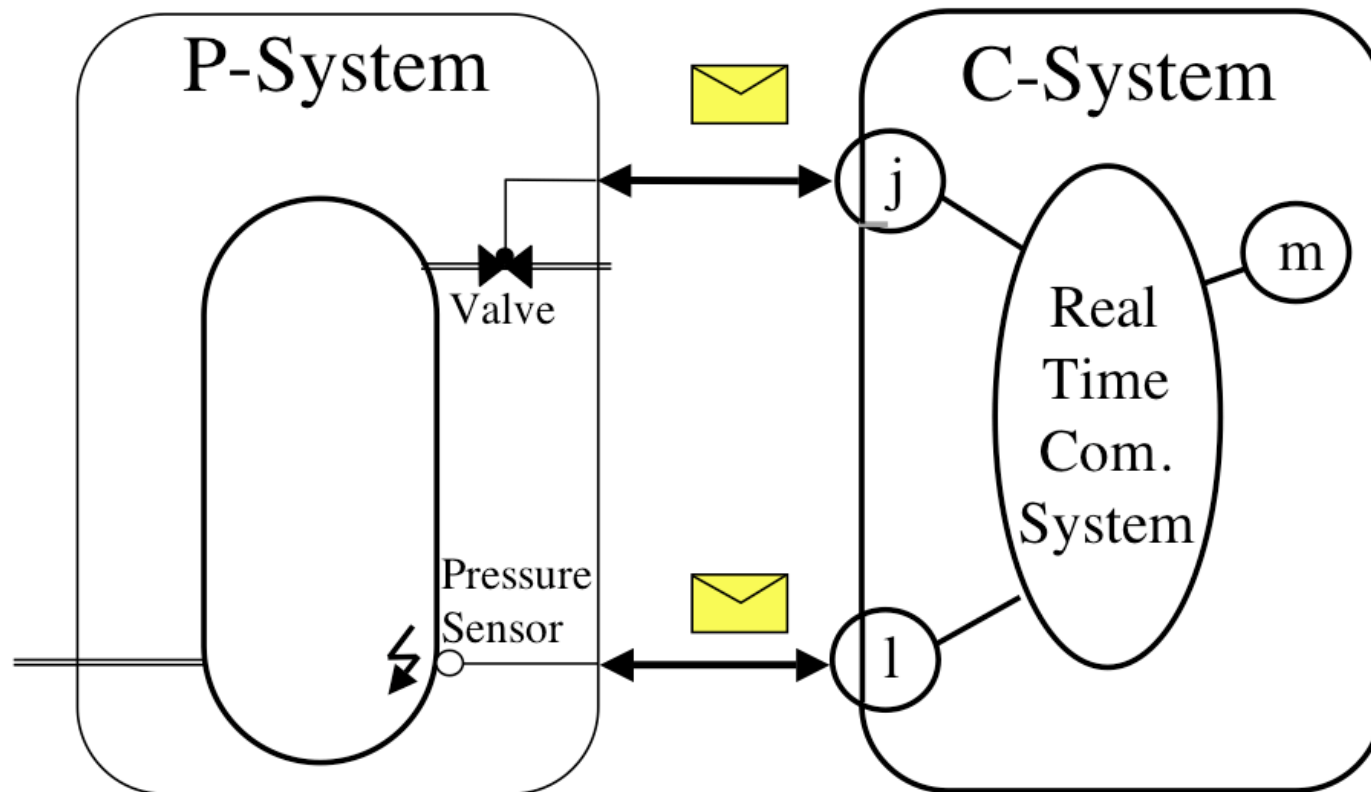 P-System
C-System
j
m
Valve
Real
Time
Com.
System
Pressure
Sensor
l